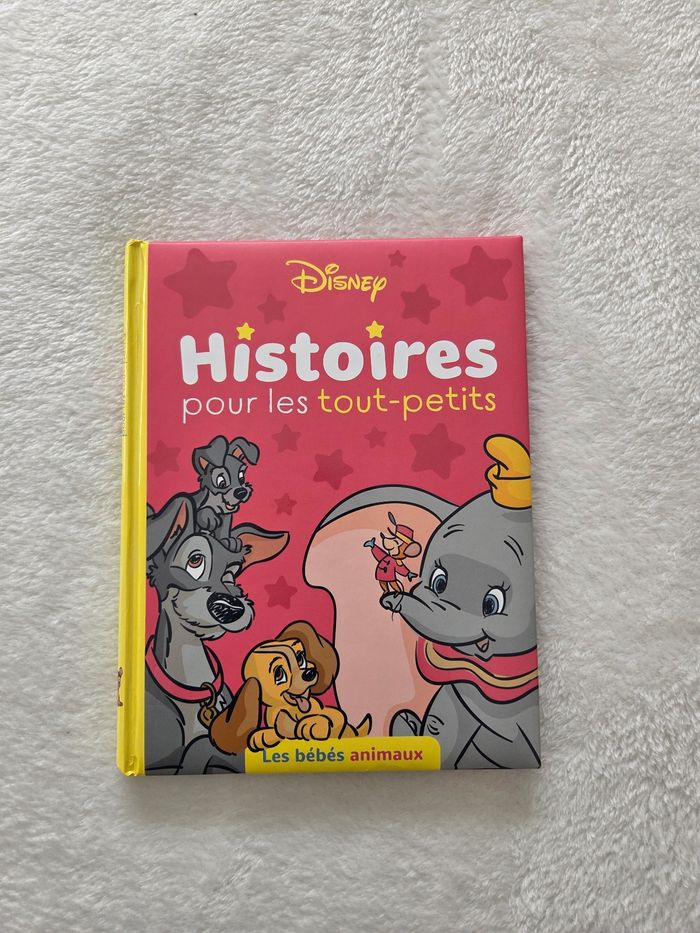 Disney
Histoires
pour les tout-petits
Les bébés animaux